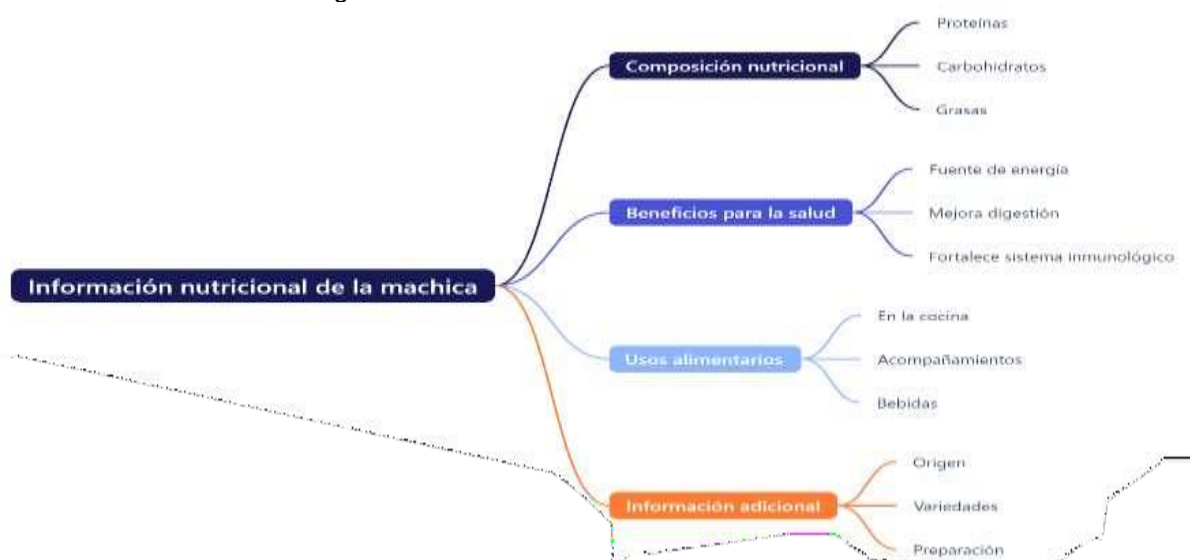 Información nutricional de la machica
Composición nutricional
Proteínas
Carbohidratos
Grasas
Beneficios para la salud
Fuente de energía
Mejora digestión
Fortalece sistema inmunológico
Usos alimentarios
En la cocina
Acompañamientos
Bebidas
Información adicional
Origen
Variedades
Preparación